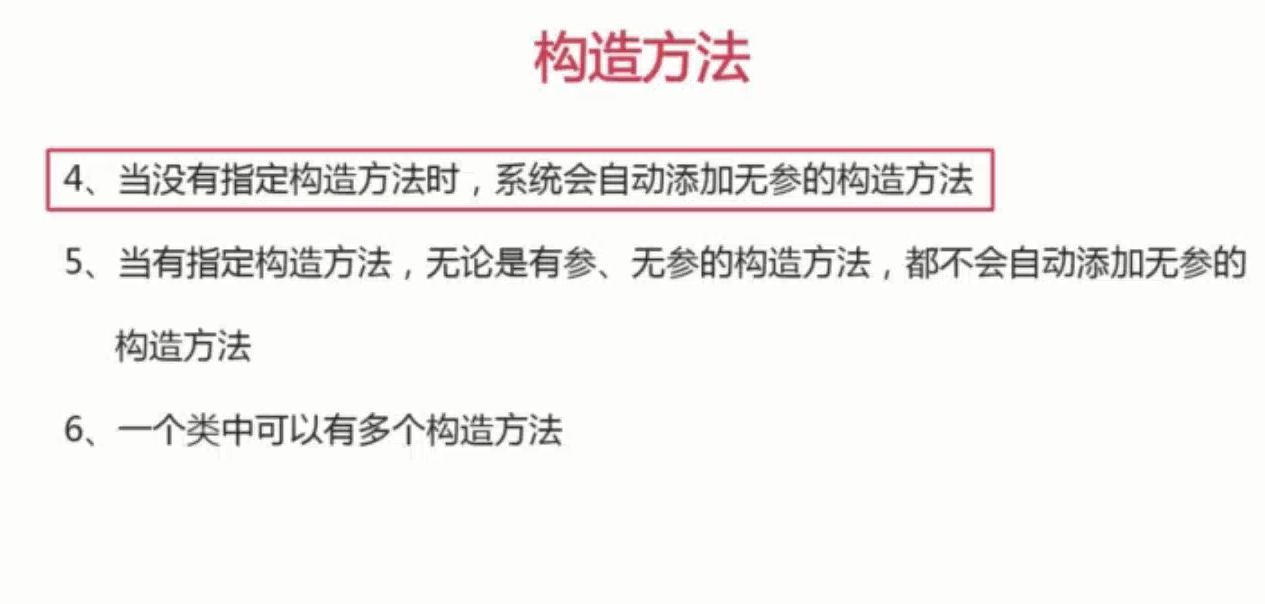 构造方法
4、当没有指定构造方法时，系统会自动添加无参的构造方法
5、当有指定构造方法，无论是有参、无参的构造方法，都不会自动添加无参的
构造方法
6、一个类中可以有多个构造方法